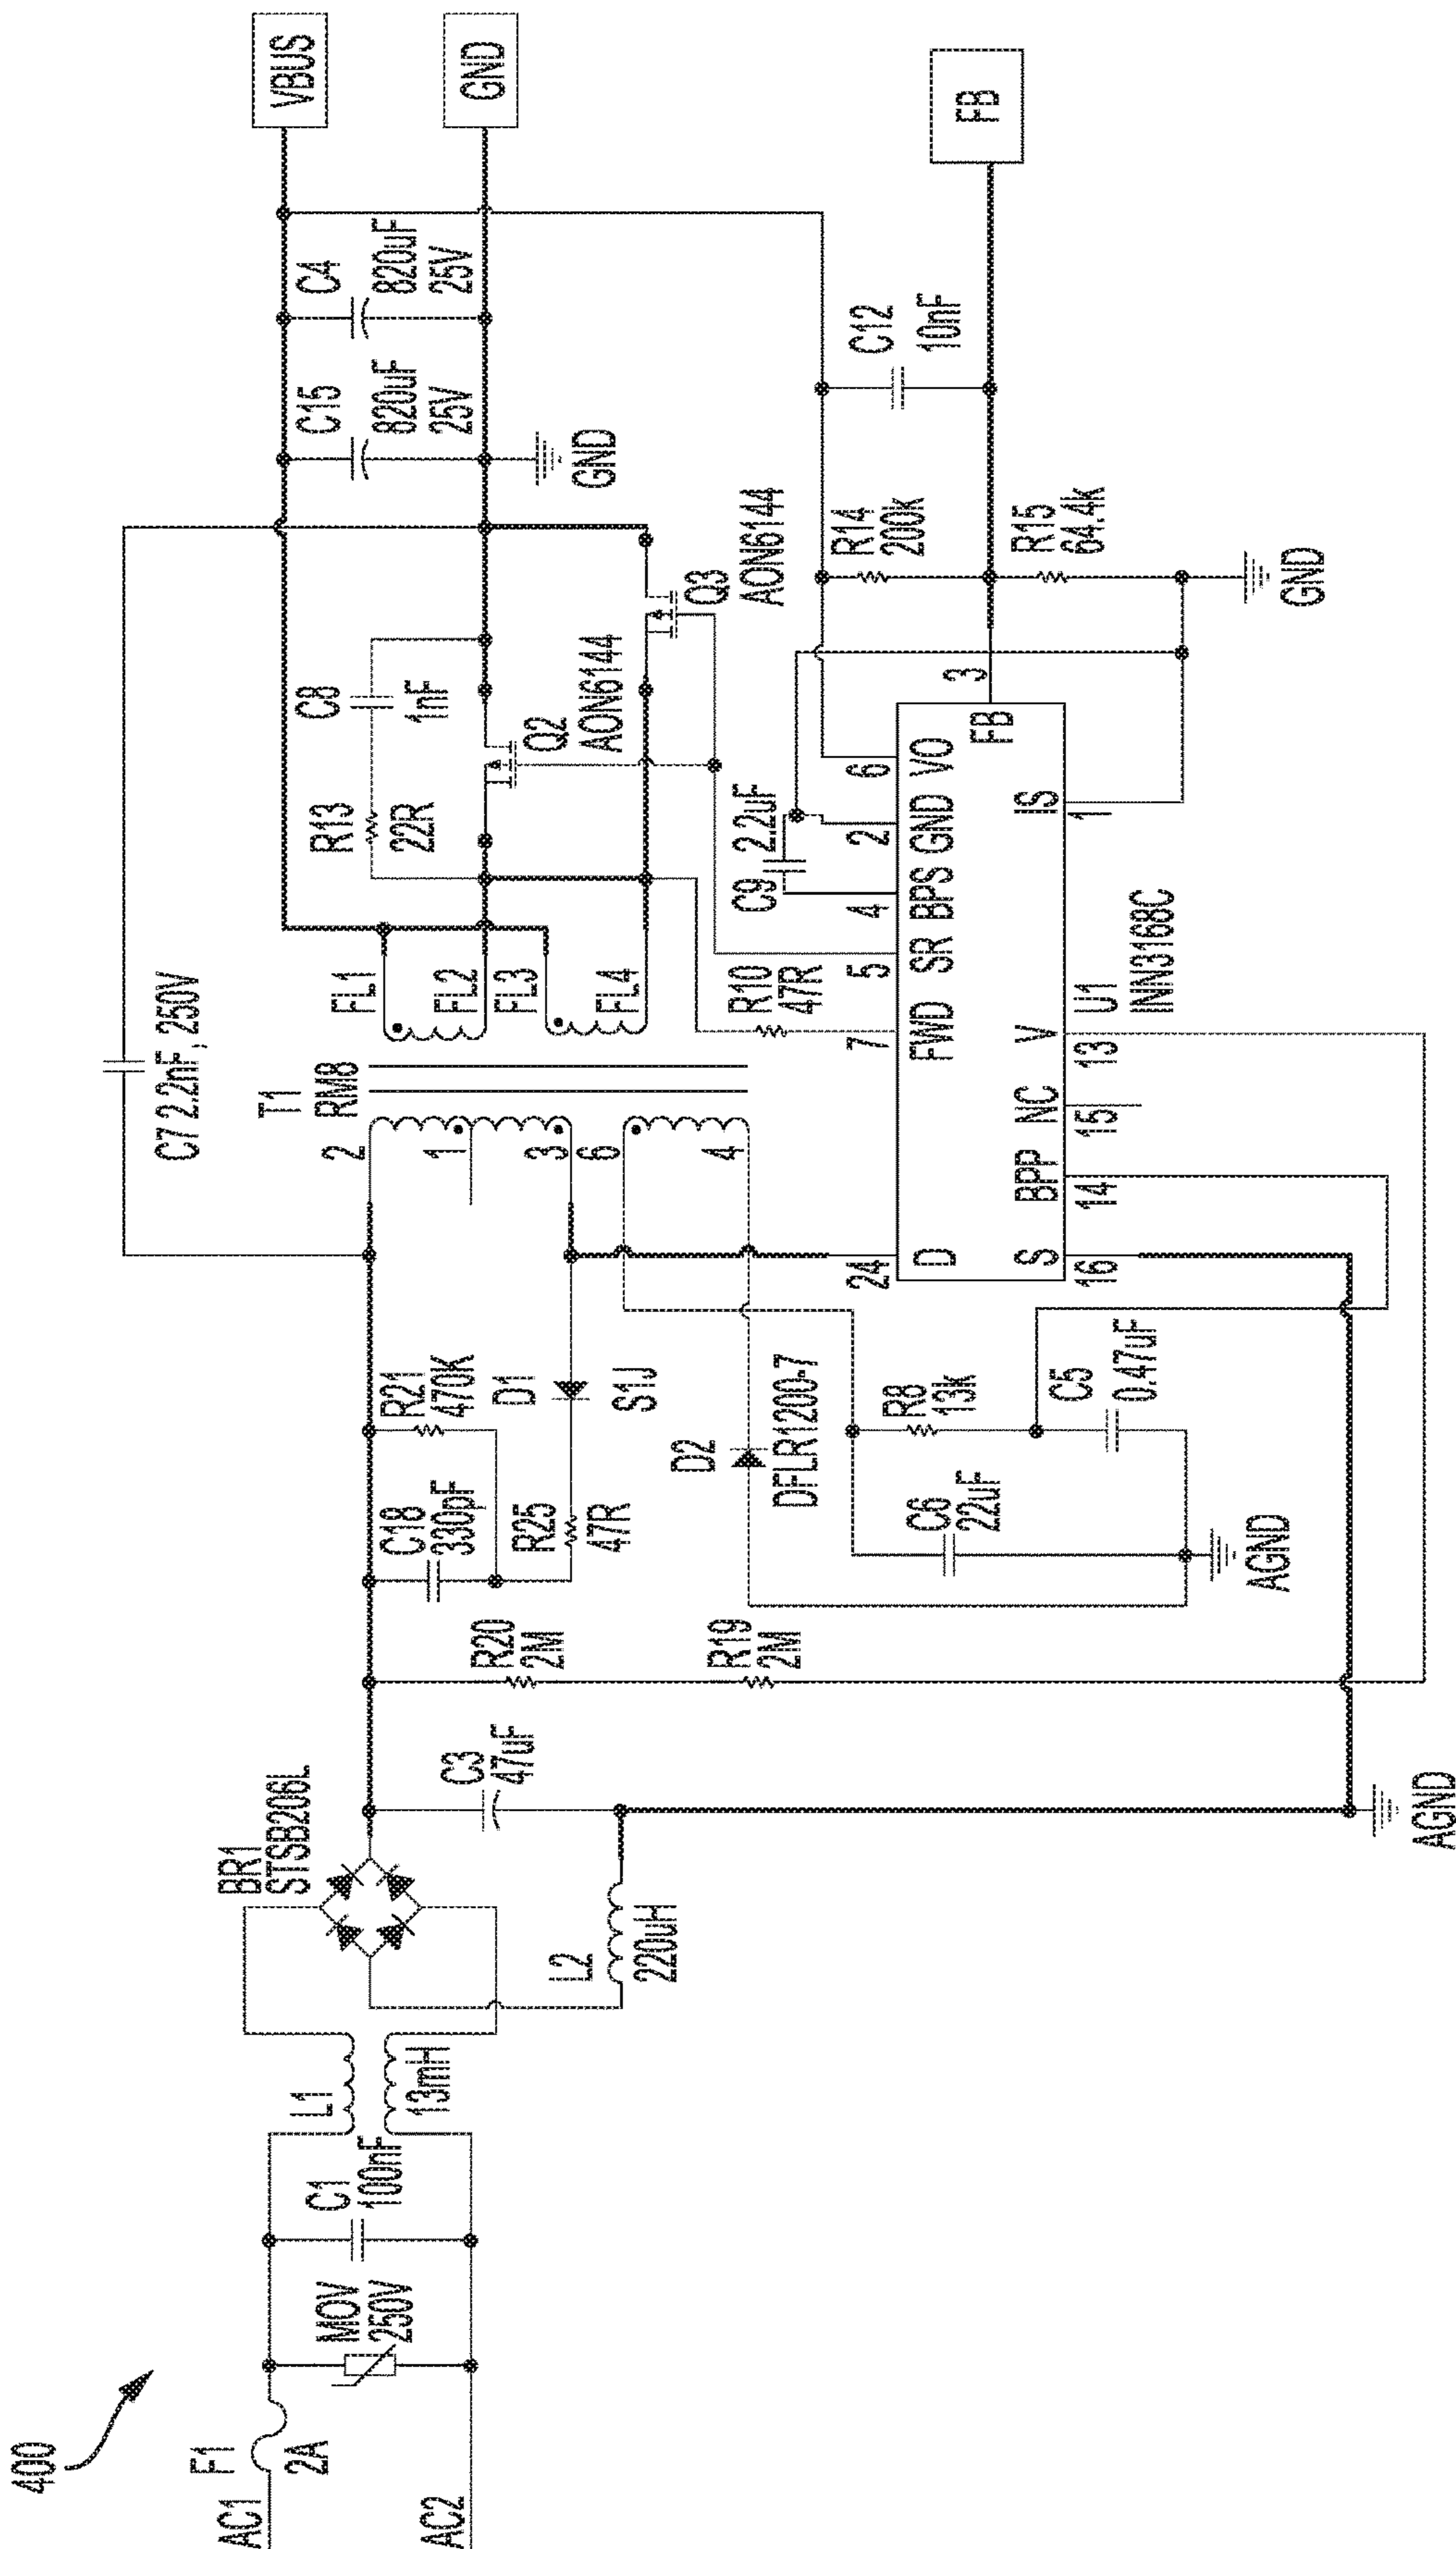 400
AC1
AC2
F1
2A
MOV
250V
C1
100nF
L1
13mH
BR1
STSB206L
L2
220uH
C3
47uF
AGND
R20
2M
R19
2M
C18
330pF
R21
470K
R25
47R
D1
S1J
D2
DFLR1200-7
C6
22uF
R8
13k
C5
0.47uF
AGND
C7 2.2nF, 250V
T1
RM8
2
1
3
6
4
FL1
FL2
FL3
FL4
R13
22R
C8
1nF
Q2
AON6144
Q3
AON6144
R10
47R
C9
2.2uF
24
7
5
4
2
6
D
FWD
SR
BPS
GND
VO
FB
3
S
BPP
NC
V
IS
16
14
15
13
1
U1
INN3168C
C15
820uF
25V
C4
820uF
25V
GND
VBUS
GND
R14
200k
R15
64.4k
GND
C12
10nF
FB